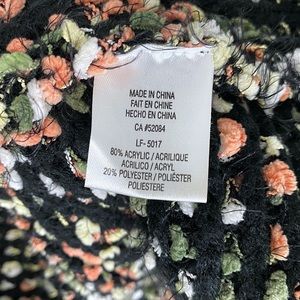 MADE IN CHINA
FAIT EN CHINE
HECHO EN CHINA
CA #52084
LF- 5017
80% ACRYLIC / ACRILIQUE
ACRILICO / ACRYL
20% POLYESTER / POLIÉSTER
POLIESTERE